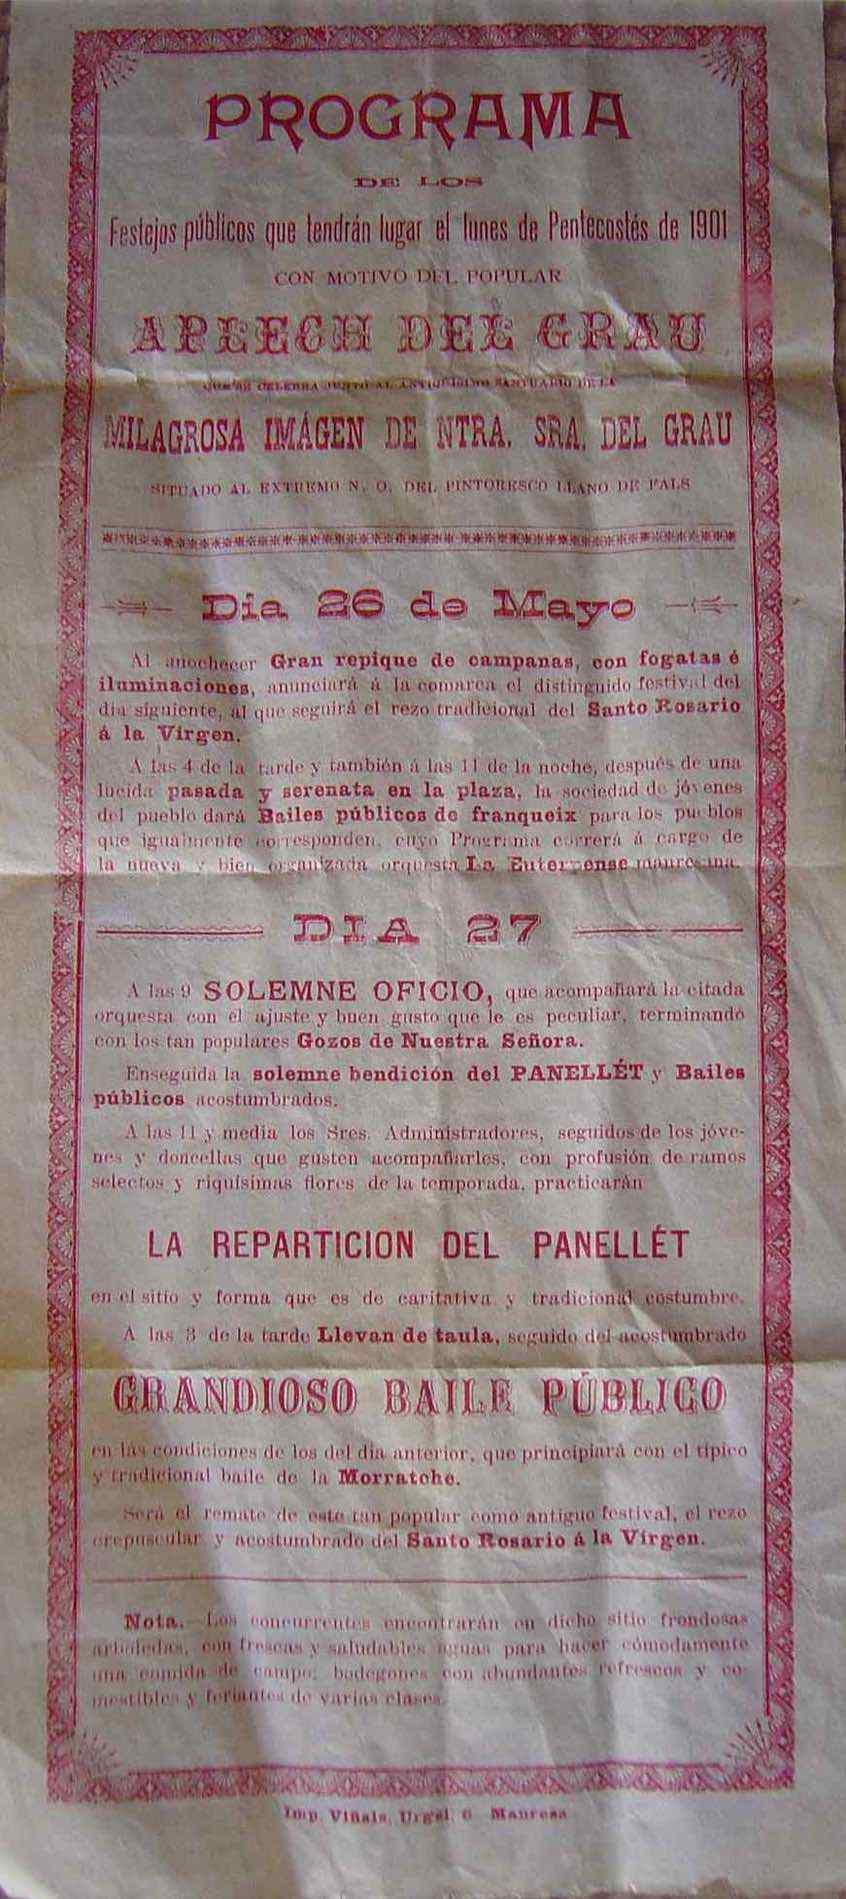 PROGRAMA
DE LOS
Festejos públicos que tendrán lugar el lunes de Pentecostés de 1901
CON MOTIVO DEL POPULAR
APLECH DEL GRAU
QUE SE CELEBRA JUNTO AL ANTIQUÍSIMO SANTUARIO DE LA
MILAGROSA IMÁGEN DE NTRA. SRA. DEL GRAU
SITUADO AL EXTREMO N. O. DEL PINTORESCO LLANO DE PALS
Dia 26 de Mayo
Al anochecer Gran repique de campanas, con fogatas é
iluminaciones, anunciará á la comarca el distinguido festival del
dia siguiente, al que seguirá el rezo tradicional del Santo Rosario
á la Virgen.
A las 4 de la tarde y también á las 11 de la noche, después de una
lucida pasada y serenata en la plaza, la sociedad de jóvenes
del pueblo dará Bailes públicos de franqueix para los pueblos
que igualmente corresponden, cuyo Programa correrá á cargo de
la nueva y bien organizada orquesta La Euterpense manresana.
DIA 27
A las 9 SOLEMNE OFICIO, que acompañará la citada
orquesta con el ajuste y buen gusto que le es peculiar, terminando
con los tan populares Gozos de Nuestra Señora.
Enseguida la solemne bendición del PANELLÉT y Bailes
públicos acostumbrados.
A las 11 y media los Sres. Administradores, seguidos de los jóve-
nes y doncellas que gusten acompañarles, con profusión de ramos
selectos y riquísimas flores de la temporada, practicarán
LA REPARTICION DEL PANELLÉT
en el sitio y forma que es de caritativa y tradicional costumbre.
A las 3 de la tarde Llevan de taula, seguido del acostumbrado
GRANDIOSO BAILE PÚBLICO
en las condiciones de los del dia anterior, que principiará con el típico
y tradicional baile de la Morratche.
Será el remate de este tan popular como antiguo festival, el rezo
crepuscular y acostumbrado del Santo Rosario á la Virgen.
Nota.—Los concurrentes encontrarán en dicho sitio frondosas
arboledas, con frescas y saludables aguas para hacer cómodamente
una comida de campo; bodegones con abundantes refrescos y co-
mestibles y feriantes de varias clases.
Imp. Viñals, Urgel, 6 Manresa